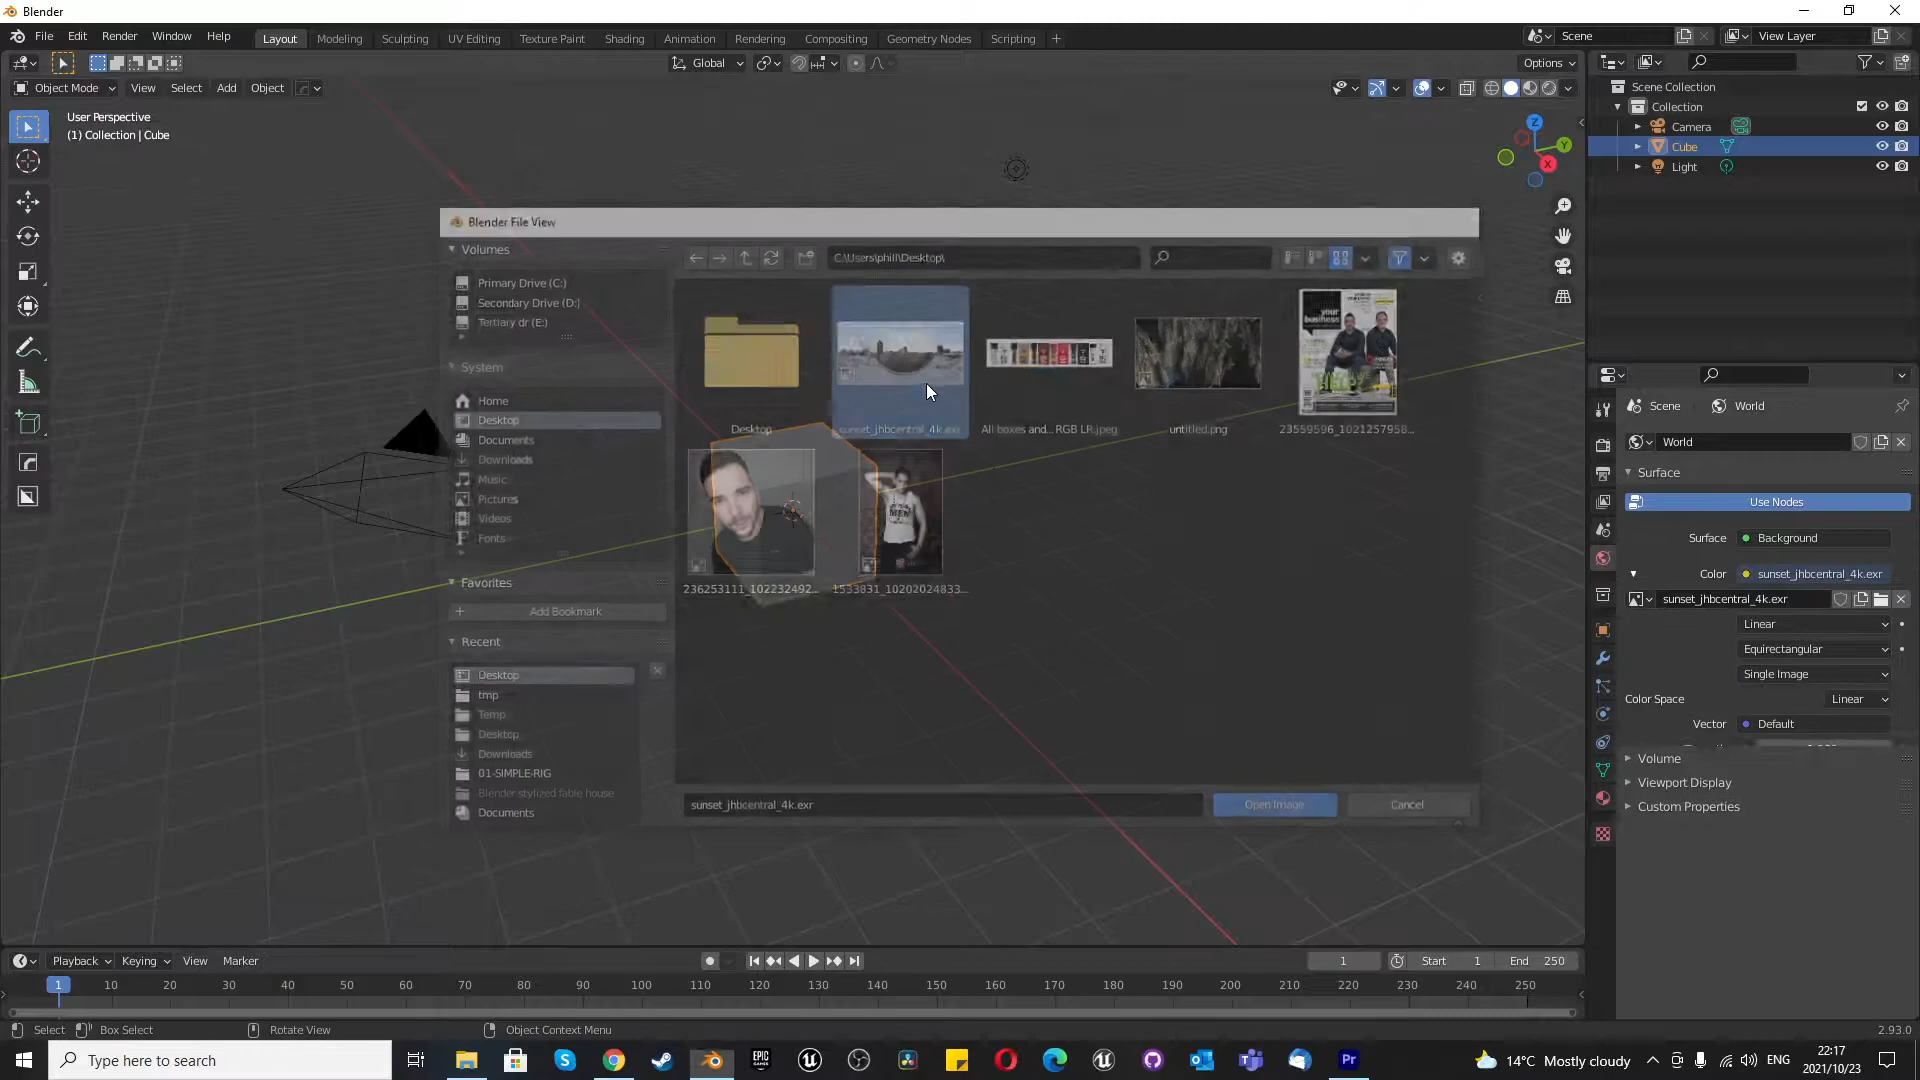 Blender
File Edit Render Window Help Layout Modeling Sculpting UV Editing Texture Paint Shading Animation Rendering Compositing Geometry Nodes Scripting + Scene View Layer
Global Options
Object Mode View Select Add Object
User Perspective
(1) Collection | Cube
Z
Y
X
Scene Collection
Collection
Camera
Cube
Light
Blender File View
Volumes
C:\Users\phill\Desktop\
Primary Drive (C:)
Secondary Drive (D:)
Tertiary dr (E:)
System
Home
Desktop
Documents
Downloads
Music
Pictures
Videos
Fonts
Favorites
Add Bookmark
Recent
Desktop
tmp
Temp
Desktop
Downloads
01-SIMPLE-RIG
Blender stylized fable house
Documents
your
business
Desktop
sunset_jhbcentral_4k.exr
All boxes and... RGB LR.jpeg
untitled.png
23559596_1021257958...
MEN
236253111_102232492...
1533831_10202024833...
sunset_jhbcentral_4k.exr
Open Image
Cancel
Scene World
World
Surface
Use Nodes
Surface Background
Color sunset_jhbcentral_4k.exr
sunset_jhbcentral_4k.exr
Linear
Equirectangular
Single Image
Color Space Linear
Vector Default
Volume
Viewport Display
Custom Properties
Playback Keying View Marker 1 Start 1 End 250
1 10 20 30 40 50 60 70 80 90 100 110 120 130 140 150 160 170 180 190 200 210 220 230 240 250
Select Box Select Rotate View Object Context Menu 2.93.0
Type here to search
EPIC
GAMES
Pr
14°C Mostly cloudy
ENG
22:17
2021/10/23